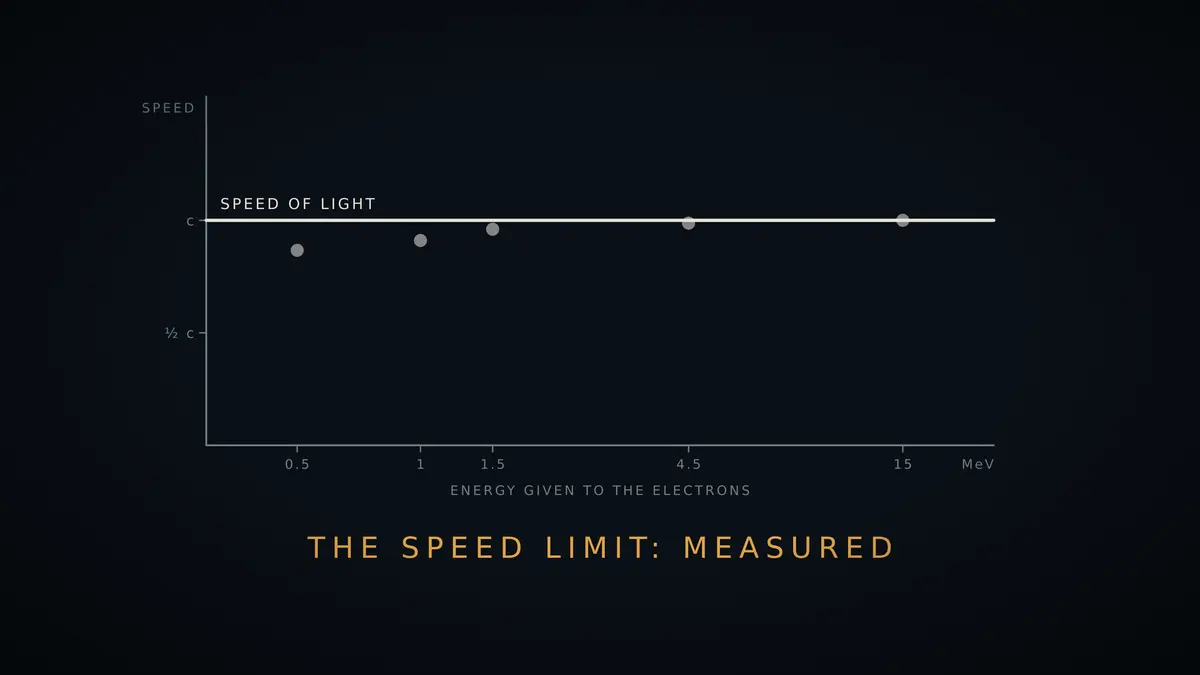 SPEED
SPEED OF LIGHT
c
½ c
0.5 1 1.5 4.5 15 MeV
ENERGY GIVEN TO THE ELECTRONS
THE SPEED LIMIT: MEASURED